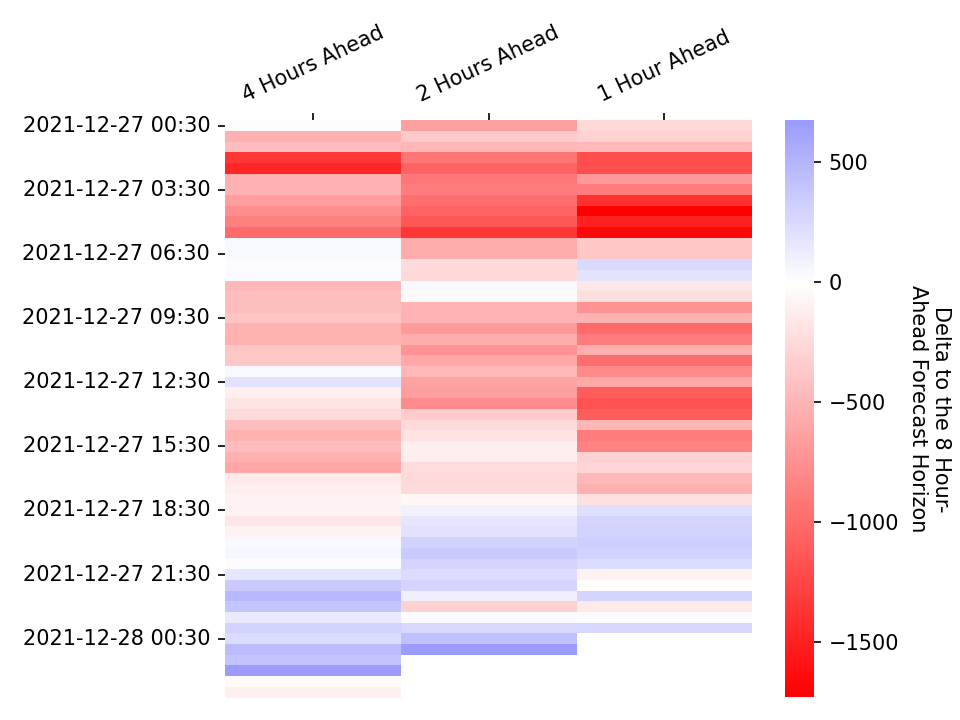 4 Hours Ahead
2 Hours Ahead
1 Hour Ahead
2021-12-27 00:30
2021-12-27 03:30
2021-12-27 06:30
2021-12-27 09:30
2021-12-27 12:30
2021-12-27 15:30
2021-12-27 18:30
2021-12-27 21:30
2021-12-28 00:30
500
0
−500
−1000
−1500
Delta to the 8 Hour-
Ahead Forecast Horizon